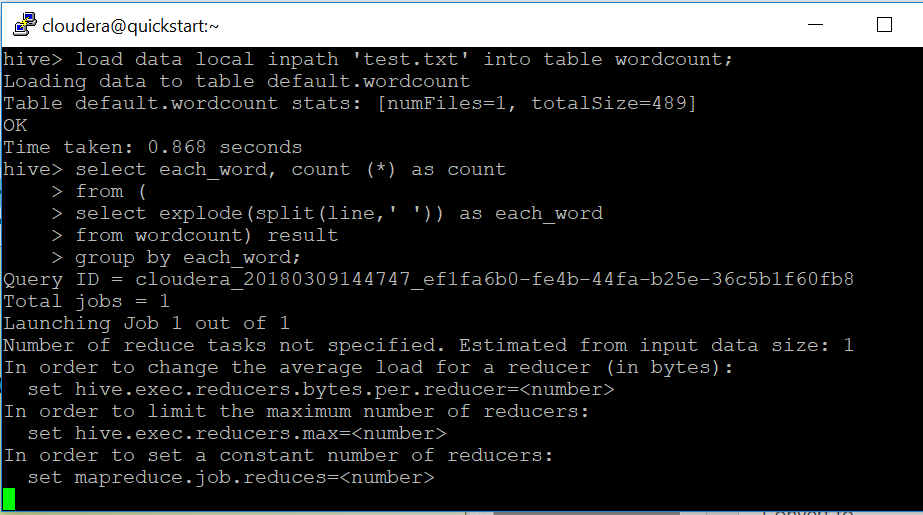 cloudera@quickstart:~
hive> load data local inpath 'test.txt' into table wordcount;
Loading data to table default.wordcount
Table default.wordcount stats: [numFiles=1, totalSize=489]
OK
Time taken: 0.868 seconds
hive> select each_word, count (*) as count
    > from (
    > select explode(split(line,' ')) as each_word
    > from wordcount) result
    > group by each_word;
Query ID = cloudera_20180309144747_ef1fa6b0-fe4b-44fa-b25e-36c5b1f60fb8
Total jobs = 1
Launching Job 1 out of 1
Number of reduce tasks not specified. Estimated from input data size: 1
In order to change the average load for a reducer (in bytes):
  set hive.exec.reducers.bytes.per.reducer=<number>
In order to limit the maximum number of reducers:
  set hive.exec.reducers.max=<number>
In order to set a constant number of reducers:
  set mapreduce.job.reduces=<number>